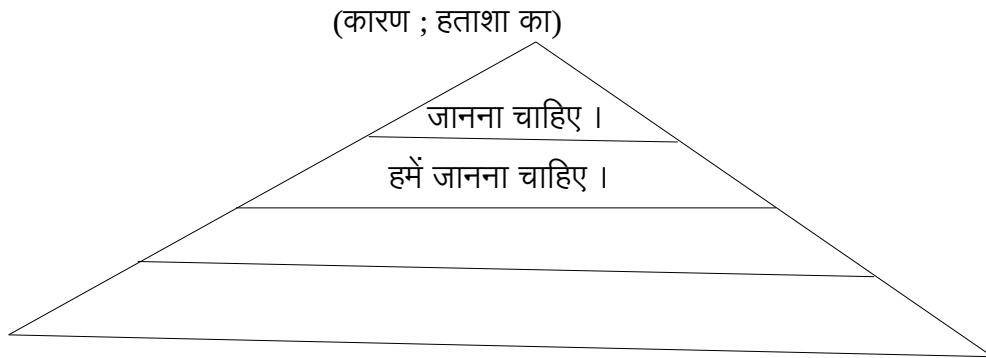 (कारण ; हताशा का)
जानना चाहिए ।
हमें जानना चाहिए ।